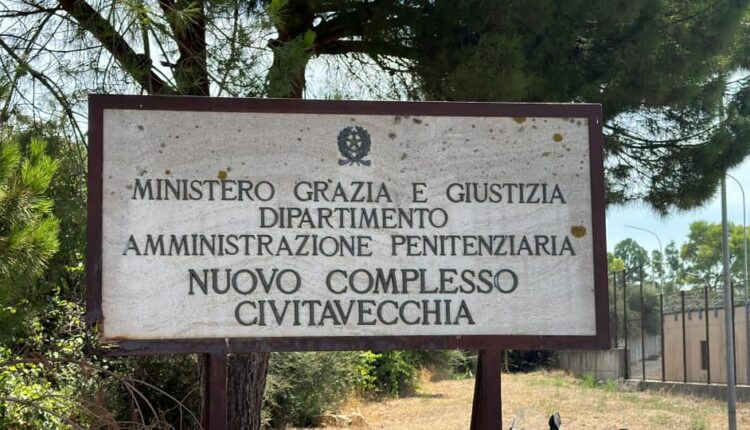 MINISTERO GRAZIA E GIUSTIZIA
DIPARTIMENTO
AMMINISTRAZIONE PENITENZIARIA
NUOVO COMPLESSO
CIVITAVECCHIA